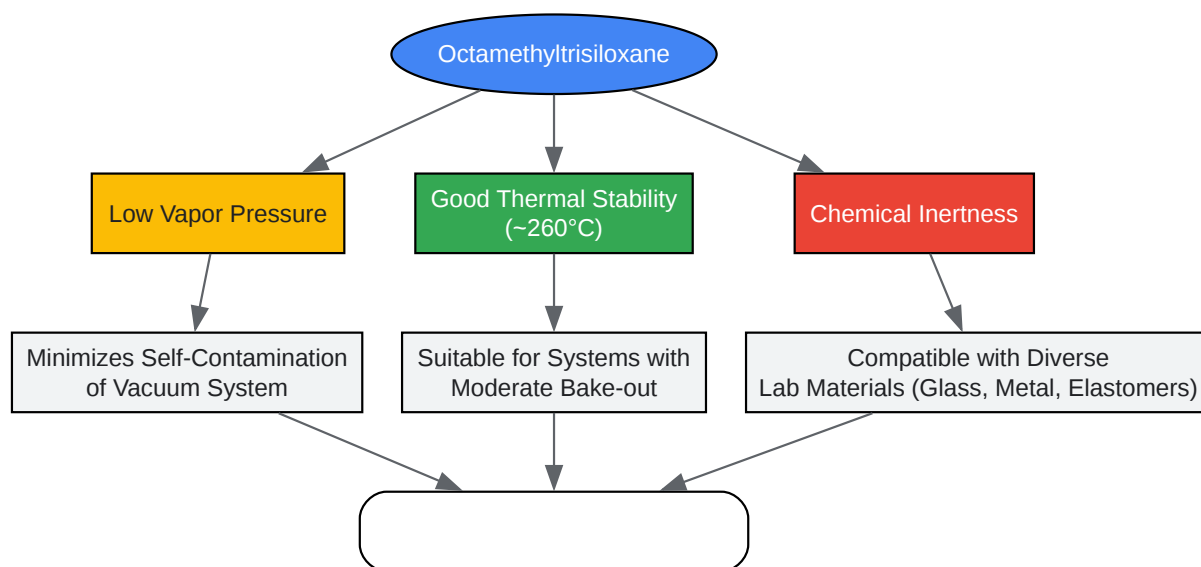 Octamethyltrisiloxane
Low Vapor Pressure
Good Thermal Stability
(~260°C)
Chemical Inertness
Minimizes Self-Contamination
of Vacuum System
Suitable for Systems with
Moderate Bake-out
Compatible with Diverse
Lab Materials (Glass, Metal, Elastomers)